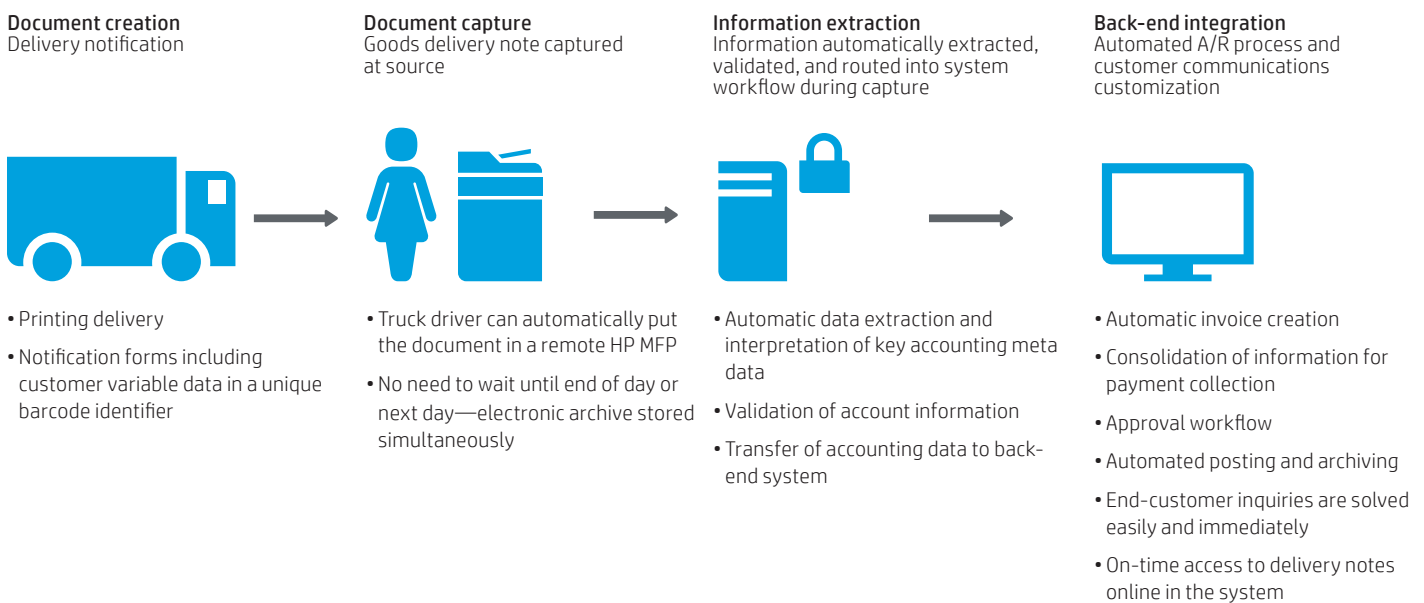 Document creation
Delivery notification
• Printing delivery
• Notification forms including
customer variable data in a unique
barcode identifier
Document capture
Goods delivery note captured
at source
• Truck driver can automatically put
the document in a remote HP MFP
• No need to wait until end of day or
next day—electronic archive stored
simultaneously
Information extraction
Information automatically extracted,
validated, and routed into system
workflow during capture
• Automatic data extraction and
interpretation of key accounting meta
data
• Validation of account information
• Transfer of accounting data to back-
end system
Back-end integration
Automated A/R process and
customer communications
customization
• Automatic invoice creation
• Consolidation of information for
payment collection
• Approval workflow
• Automated posting and archiving
• End-customer inquiries are solved
easily and immediately
• On-time access to delivery notes
online in the system